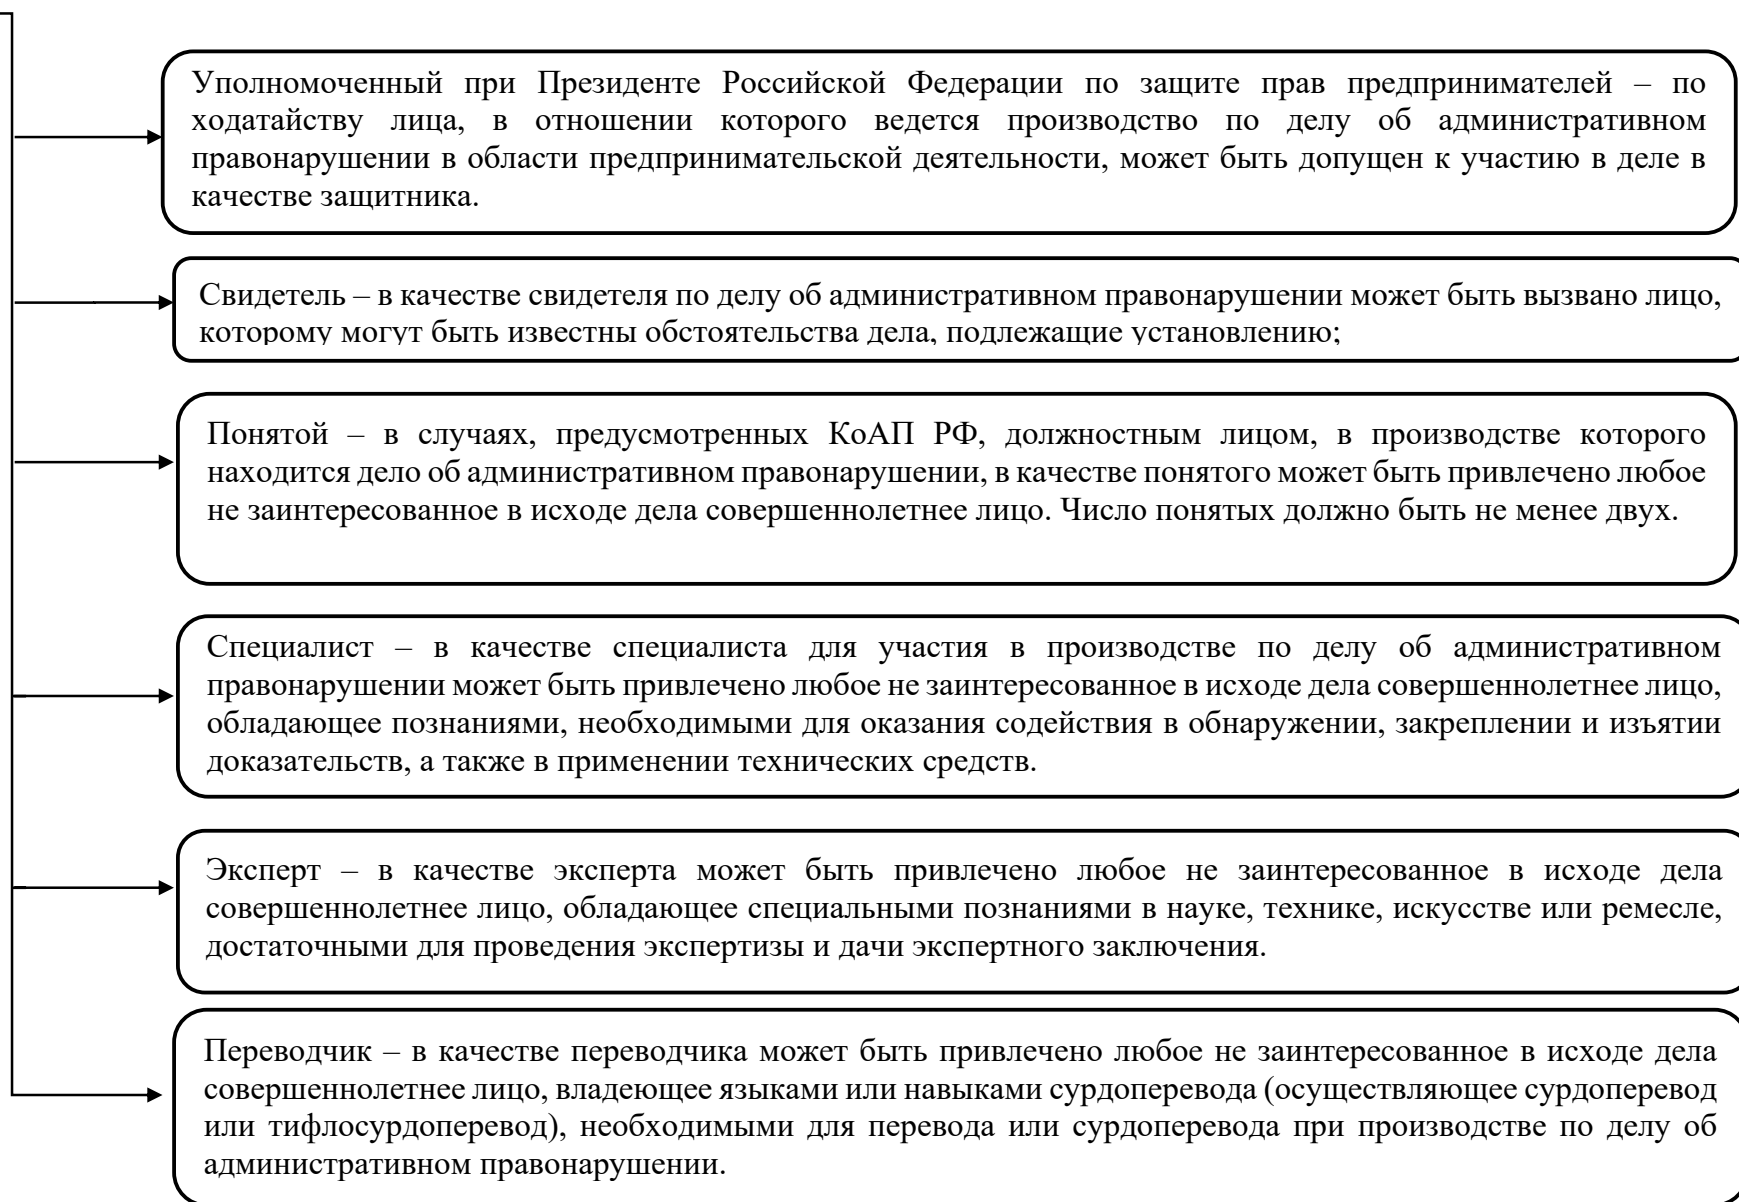 Уполномоченный при Президенте Российской Федерации по защите прав предпринимателей – по
ходатайству лица, в отношении которого ведется производство по делу об административном
правонарушении в области предпринимательской деятельности, может быть допущен к участию в деле в
качестве защитника.
Свидетель – в качестве свидетеля по делу об административном правонарушении может быть вызвано лицо,
которому могут быть известны обстоятельства дела, подлежащие установлению;
Понятой – в случаях, предусмотренных КоАП РФ, должностным лицом, в производстве которого
находится дело об административном правонарушении, в качестве понятого может быть привлечено любое
не заинтересованное в исходе дела совершеннолетнее лицо. Число понятых должно быть не менее двух.
Специалист – в качестве специалиста для участия в производстве по делу об административном
правонарушении может быть привлечено любое не заинтересованное в исходе дела совершеннолетнее лицо,
обладающее познаниями, необходимыми для оказания содействия в обнаружении, закреплении и изъятии
доказательств, а также в применении технических средств.
Эксперт – в качестве эксперта может быть привлечено любое не заинтересованное в исходе дела
совершеннолетнее лицо, обладающее специальными познаниями в науке, технике, искусстве или ремесле,
достаточными для проведения экспертизы и дачи экспертного заключения.
Переводчик – в качестве переводчика может быть привлечено любое не заинтересованное в исходе дела
совершеннолетнее лицо, владеющее языками или навыками сурдоперевода (осуществляющее сурдоперевод
или тифлосурдоперевод), необходимыми для перевода или сурдоперевода при производстве по делу об
административном правонарушении.